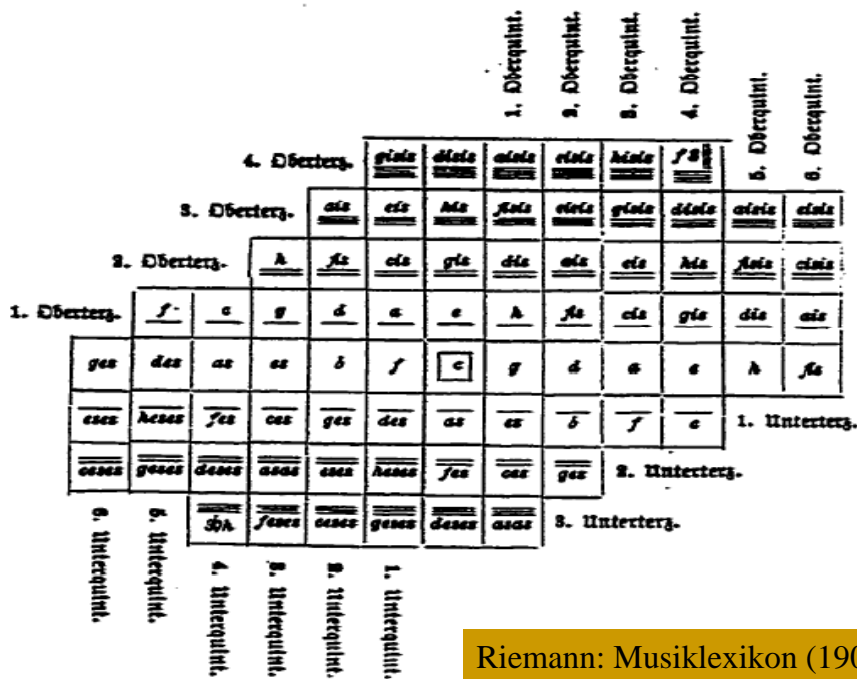 1. Oberquint.
2. Oberquint.
3. Oberquint.
4. Oberquint.
5. Oberquint.
6. Oberquint.
4. Oberterz. gisis disis aisis eisis hisis
3. Oberterz. ais eis his fisis cisis gisis disis aisis eisis
2. Oberterz. h fis cis gis dis ais eis his fisis cisis
1. Oberterz. f c g d a e h fis cis gis dis ais
ges des as es b f c g d a e h fis
eses heses fes ces ges des as es b f c 1. Unterterz.
ceses geses deses asas eses heses fes ces ges 2. Unterterz.
feses ceses geses deses asas 3. Unterterz.
6. Unterquint.
5. Unterquint.
4. Unterquint.
3. Unterquint.
2. Unterquint.
1. Unterquint.
Riemann: Musiklexikon (190